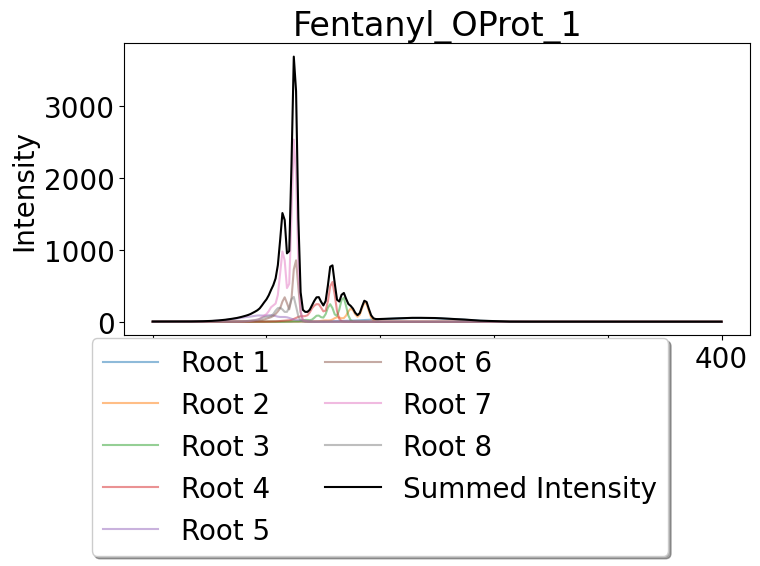 Fentanyl_OProt_1
Intensity
3000
2000
1000
0
400
Root 1
Root 2
Root 3
Root 4
Root 5
Root 6
Root 7
Root 8
Summed Intensity